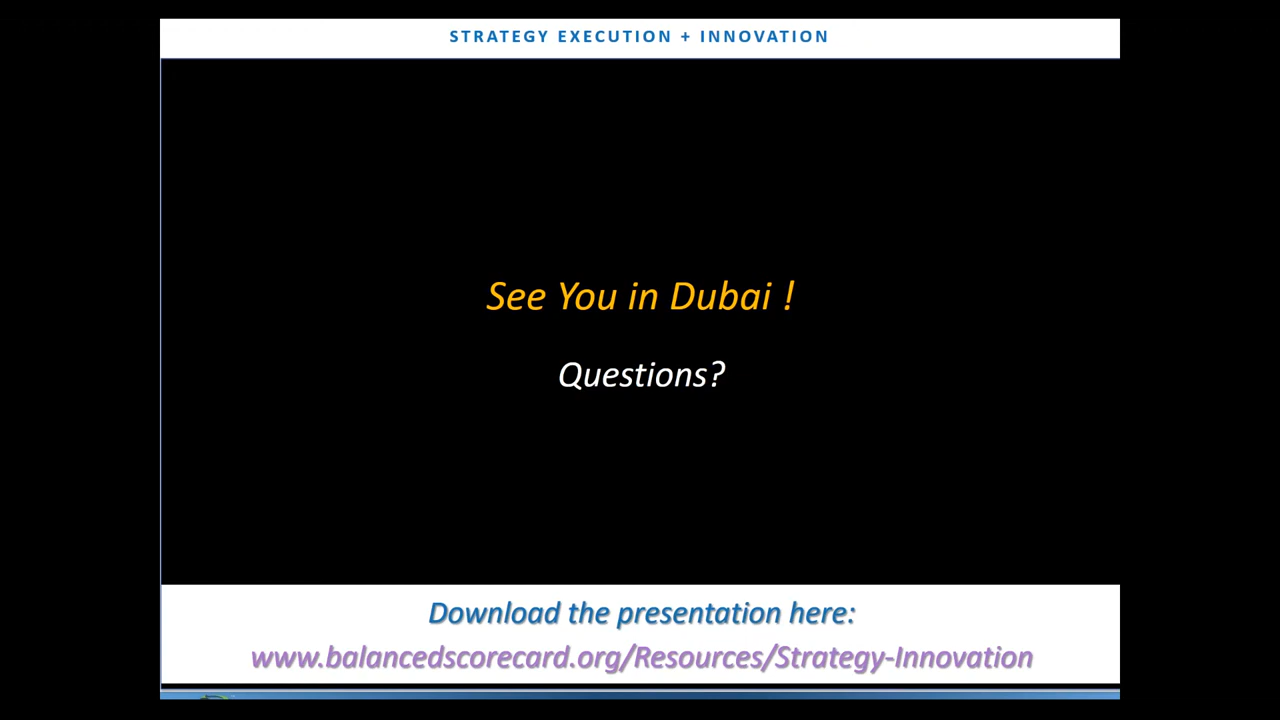 STRATEGY EXECUTION + INNOVATION
See You in Dubai !
Questions?
Download the presentation here:
www.balancedscorecard.org/Resources/Strategy-Innovation